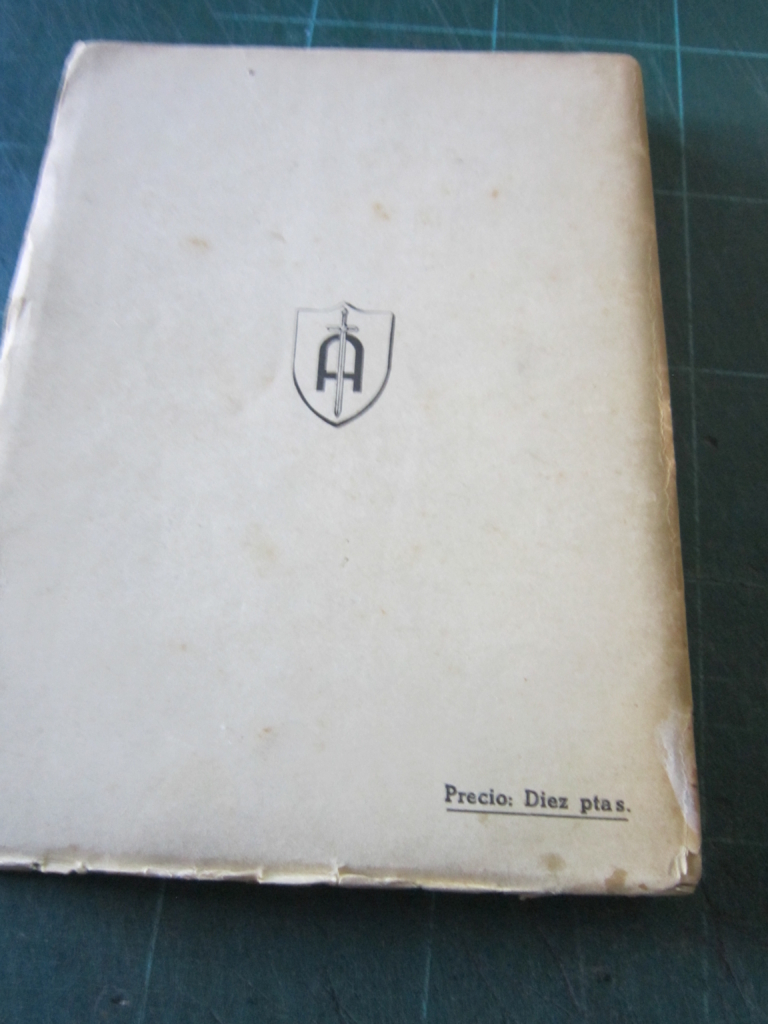 A
Precio: Diez ptas.